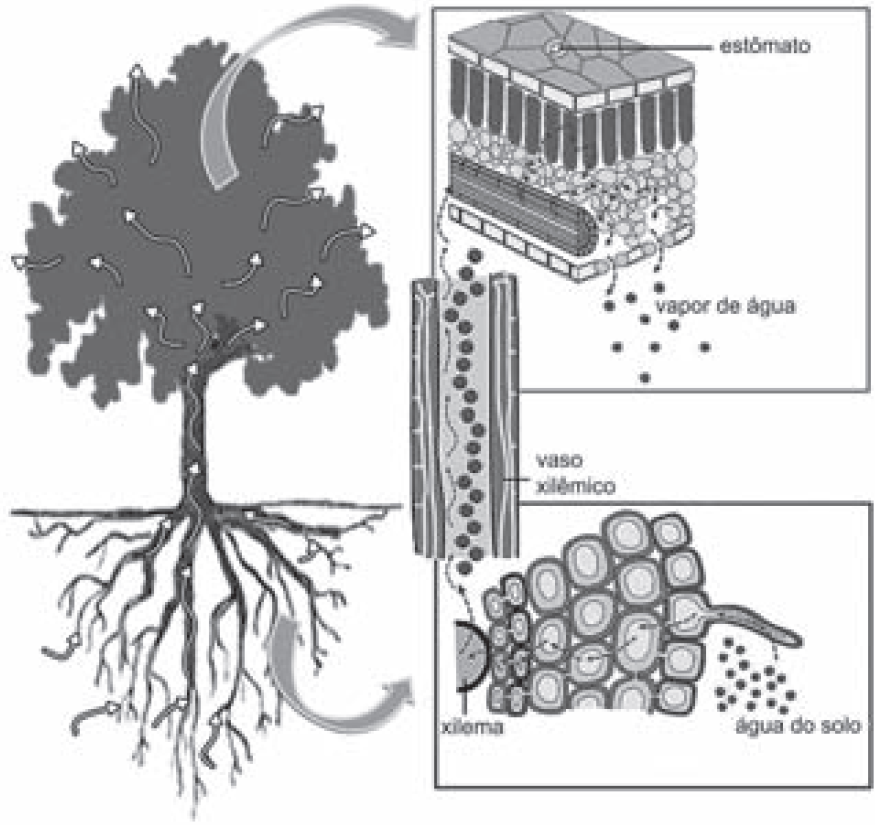 estômato
vapor de água
vaso
xilêmico
xilema
água do solo